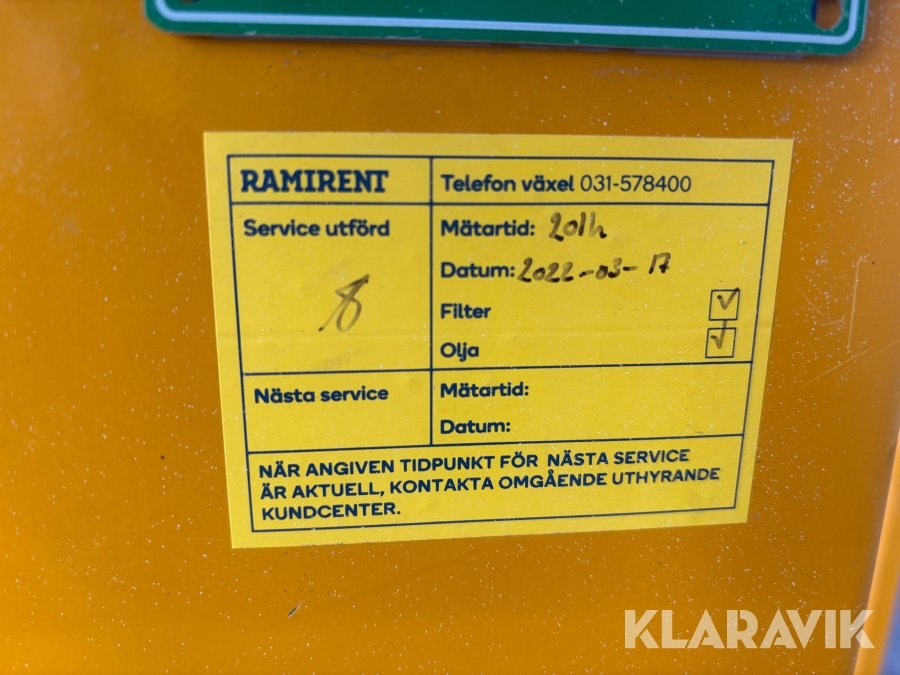 RAMIRENT
Telefon växel 031-578400
Service utförd
Mätartid: 201h
Datum: 2022-03-17
Filter
Olja
Nästa service
Mätartid:
Datum:
NÄR ANGIVEN TIDPUNKT FÖR NÄSTA SERVICE
ÄR AKTUELL, KONTAKTA OMGÅENDE UTHYRANDE
KUNDCENTER.
KLARAVIK